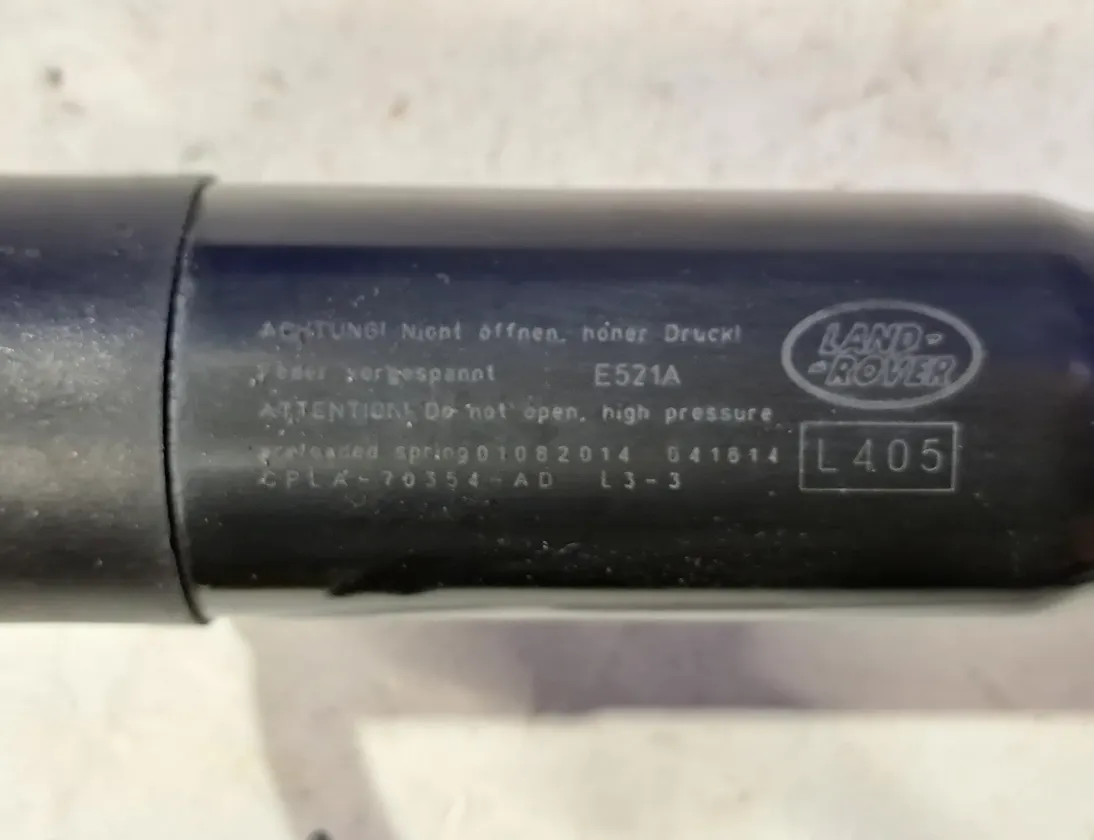 ACHTUNG! Nicht öffnen, hoher Druck!
Feder vorgespannt E521A
ATTENTION! Do not open, high pressure
preloaded spring 01082014 041614
CPLA-70354-AD L3-3
LAND-
-ROVER
L405